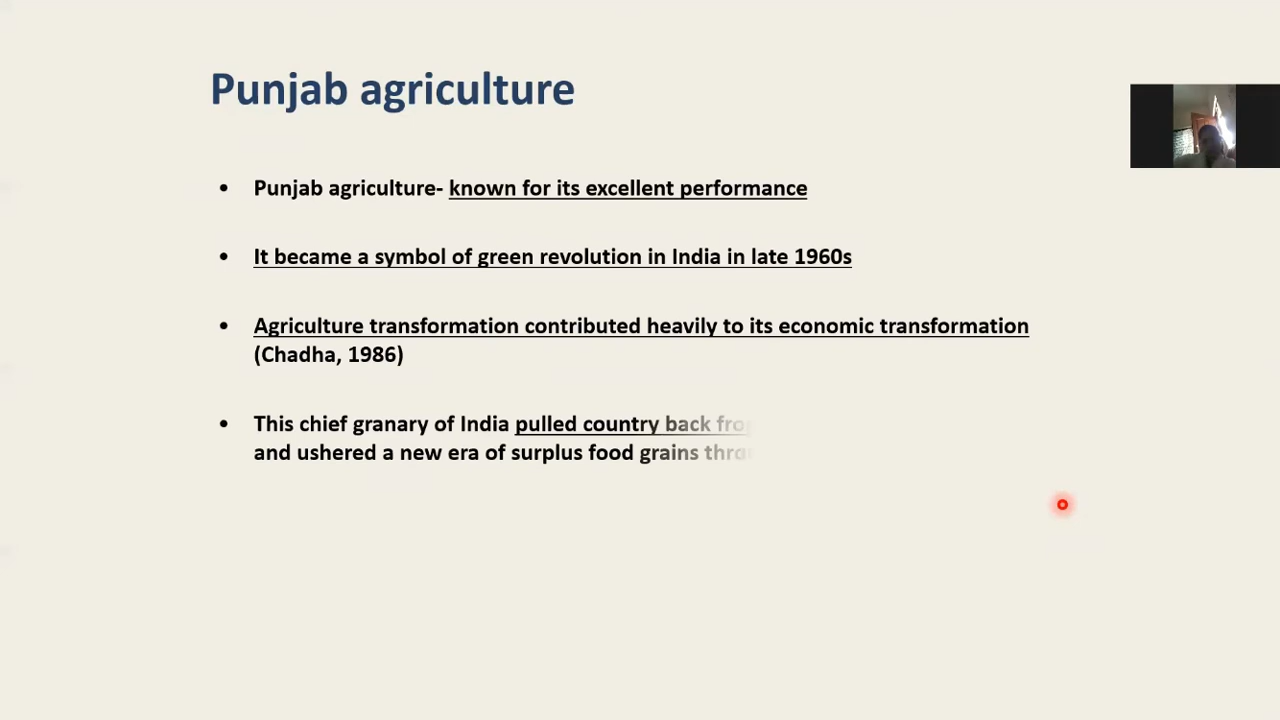 Punjab agriculture
• Punjab agriculture- known for its excellent performance
• It became a symbol of green revolution in India in late 1960s
• Agriculture transformation contributed heavily to its economic transformation
(Chadha, 1986)
• This chief granary of India pulled country back
and ushered a new era of surplus food grains